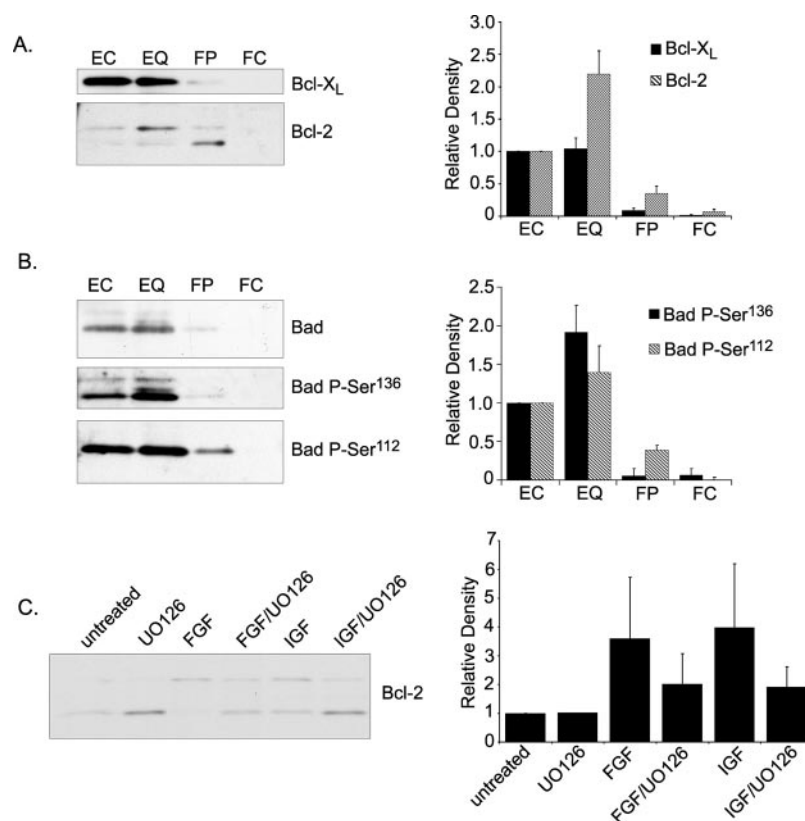 A.
EC EQ FP FC
Bcl-X_L
Bcl-2
Relative Density
3.0
2.5
2.0
1.5
1.0
0.5
0
EC EQ FP FC
Bcl-X_L
Bcl-2
B.
EC EQ FP FC
Bad
Bad P-Ser¹³⁶
Bad P-Ser¹¹²
Relative Density
2.5
2.0
1.5
1.0
0.5
0
EC EQ FP FC
Bad P-Ser¹³⁶
Bad P-Ser¹¹²
C.
untreated UO126 FGF FGF/UO126 IGF IGF/UO126
Bcl-2
Relative Density
7
6
5
4
3
2
1
0
untreated UO126 FGF FGF/UO126 IGF IGF/UO126